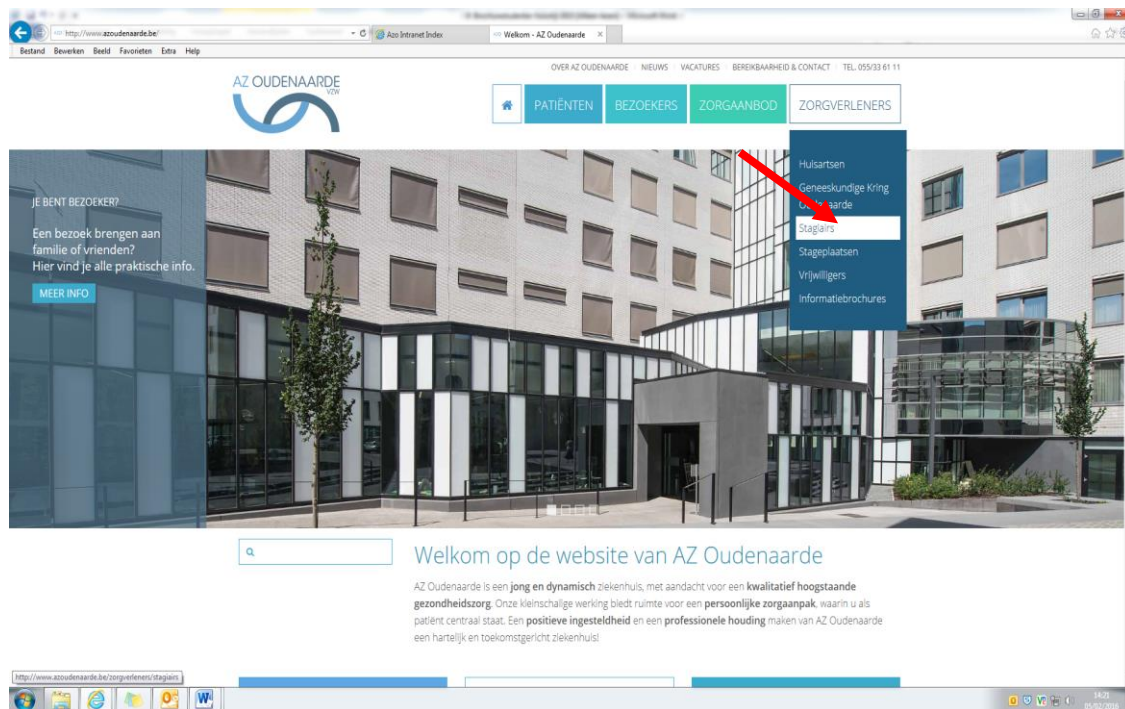 http://www.azoudenaarde.be/
Azo Intranet Index
Welkom - AZ Oudenaarde
Bestand Bewerken Beeld Favorieten Extra Help
OVER AZ OUDENAARDE NIEUWS VACATURES BEREIKBAARHEID & CONTACT TEL. 055/33 61 11
AZ OUDENAARDE
VZW
PATIËNTEN BEZOEKERS ZORGAANBOD ZORGVERLENERS
Huisartsen
Geneeskundige Kring
Stagiairs
Stageplaatsen
Vrijwilligers
Informatiebrochures
JE BENT BEZOEKER?
Een bezoek brengen aan
familie of vrienden?
Hier vind je alle praktische info.
MEER INFO
Welkom op de website van AZ Oudenaarde
AZ Oudenaarde is een jong en dynamisch ziekenhuis, met aandacht voor een kwalitatief hoogstaande
gezondheidszorg. Onze kleinschalige werking biedt ruimte voor een persoonlijke zorgaanpak, waarin u als
patiënt centraal staat. Een positieve ingesteldheid en een professionele houding maken van AZ Oudenaarde
een hartelijk en toekomstgericht ziekenhuis!
http://www.azoudenaarde.be/zorgverleners/stagiairs
14:21
05/02/2016